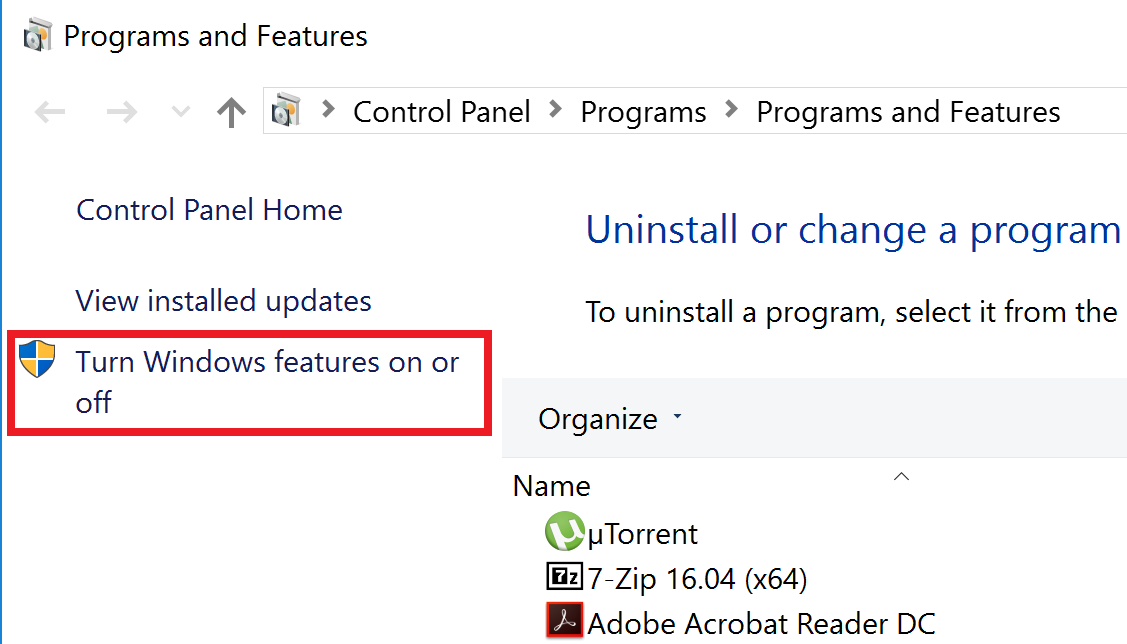 Programs and Features
Control Panel > Programs > Programs and Features
Control Panel Home
View installed updates
Turn Windows features on or
off
Uninstall or change a program
To uninstall a program, select it from the
Organize
Name
µTorrent
7-Zip 16.04 (x64)
Adobe Acrobat Reader DC